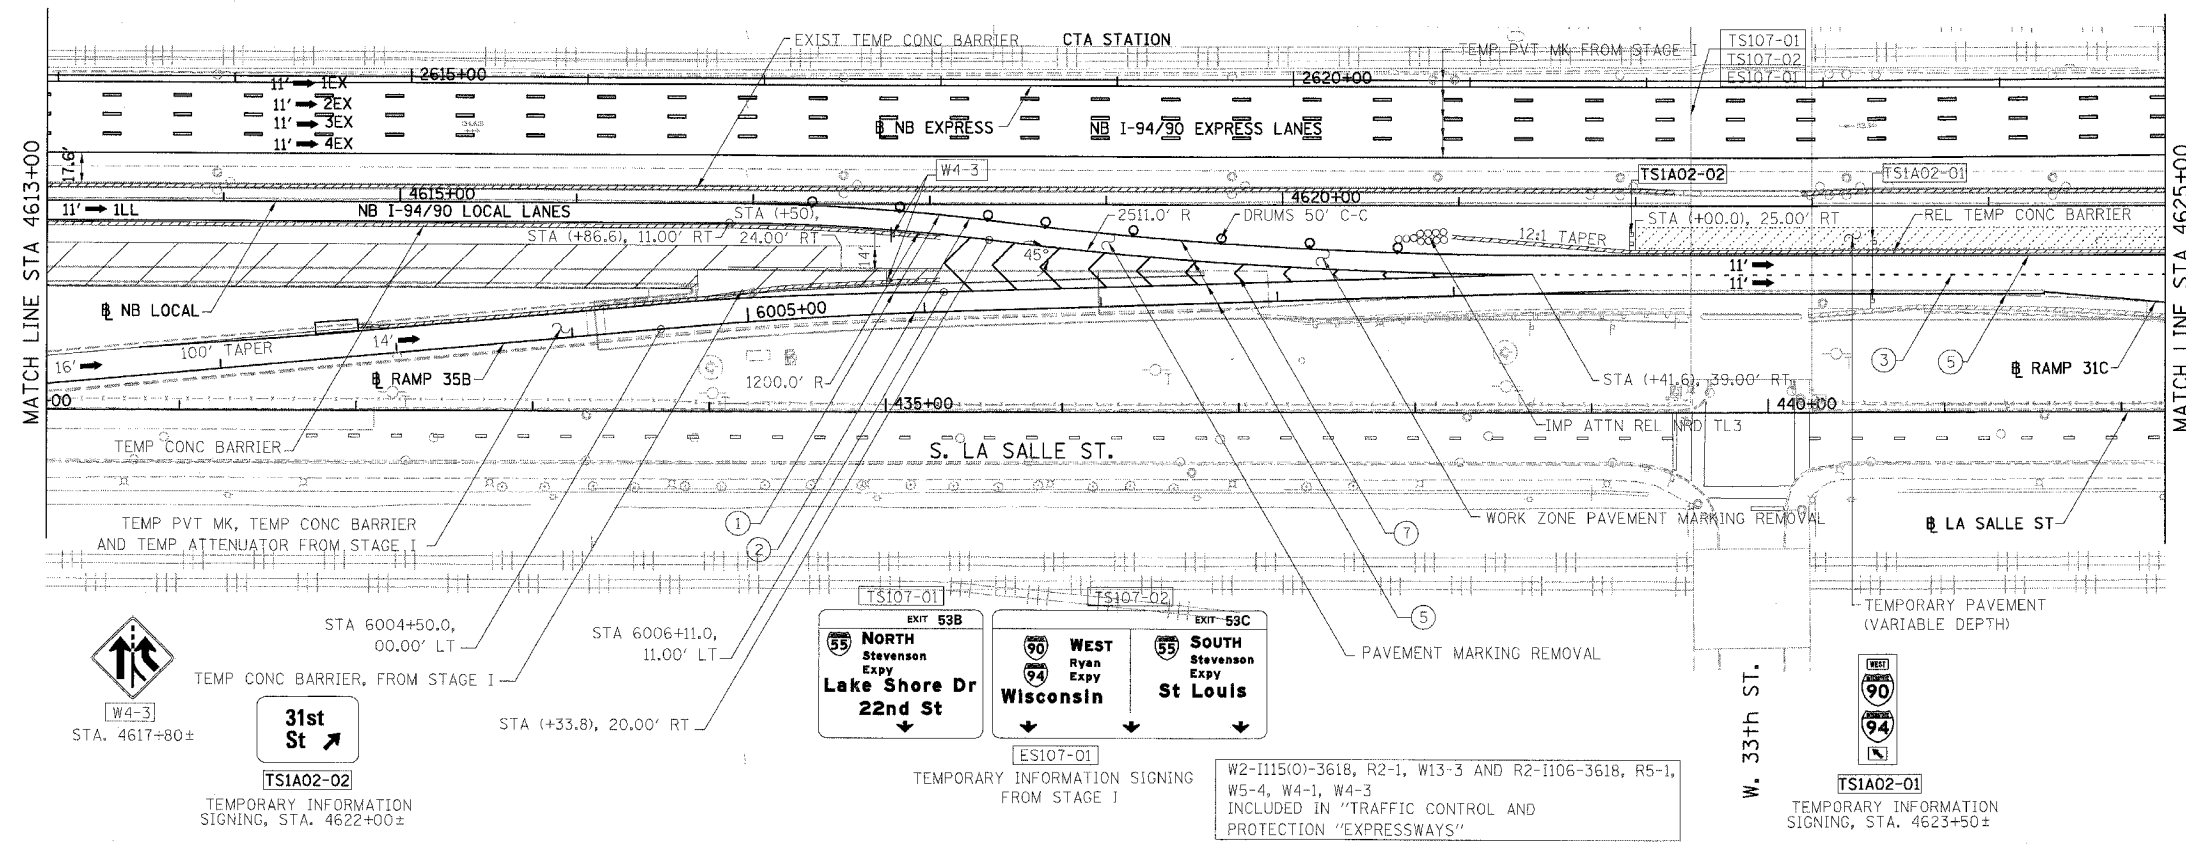 EXIST TEMP CONC BARRIER
CTA STATION
TEMP PVT MK FROM STAGE I
TS107-01
TS107-02
ES107-01
2615+00
2620+00
11' 1EX
11' 2EX
11' 3EX
11' 4EX
NB EXPRESS
NB I-94/90 EXPRESS LANES
MATCH LINE STA 4613+00
MATCH LINE STA 4625+00
17.6'
W4-3
4615+00
4620+00
TS1A02-02
TS1A02-01
11' 1LL
NB I-94/90 LOCAL LANES
STA (+50),
24.00' RT
STA (+86.6), 11.00' RT
2511.0' R
DRUMS 50' C-C
STA (+00.0), 25.00' RT
REL TEMP CONC BARRIER
12:1 TAPER
14'
45°
11'
11'
NB LOCAL
6005+00
100' TAPER
14'
16'
RAMP 35B
1200.0' R
STA (+41.6), 39.00' RT
3
5
RAMP 31C
00
435+00
440+00
IMP ATTN REL NRD TL3
TEMP CONC BARRIER
S. LA SALLE ST.
TEMP PVT MK, TEMP CONC BARRIER
AND TEMP ATTENUATOR FROM STAGE I
1
2
7
WORK ZONE PAVEMENT MARKING REMOVAL
LA SALLE ST
5
TEMPORARY PAVEMENT
(VARIABLE DEPTH)
PAVEMENT MARKING REMOVAL
STA 6004+50.0,
00.00' LT
STA 6006+11.0,
11.00' LT
TEMP CONC BARRIER, FROM STAGE I
STA (+33.8), 20.00' RT
W4-3
STA. 4617+80±
31st
St
TS1A02-02
TEMPORARY INFORMATION
SIGNING, STA. 4622+00±
TS107-01
EXIT 53B
55 NORTH
Stevenson
Expy
Lake Shore Dr
22nd St
TS107-02
EXIT 53C
90 WEST
94 Ryan
Expy
Wisconsin
55 SOUTH
Stevenson
Expy
St Louis
ES107-01
TEMPORARY INFORMATION SIGNING
FROM STAGE I
W2-I115(O)-3618, R2-1, W13-3 AND R2-I106-3618, R5-1,
W5-4, W4-1, W4-3
INCLUDED IN "TRAFFIC CONTROL AND
PROTECTION "EXPRESSWAYS"
W. 33th ST.
WEST
90
94
TS1A02-01
TEMPORARY INFORMATION
SIGNING, STA. 4623+50±